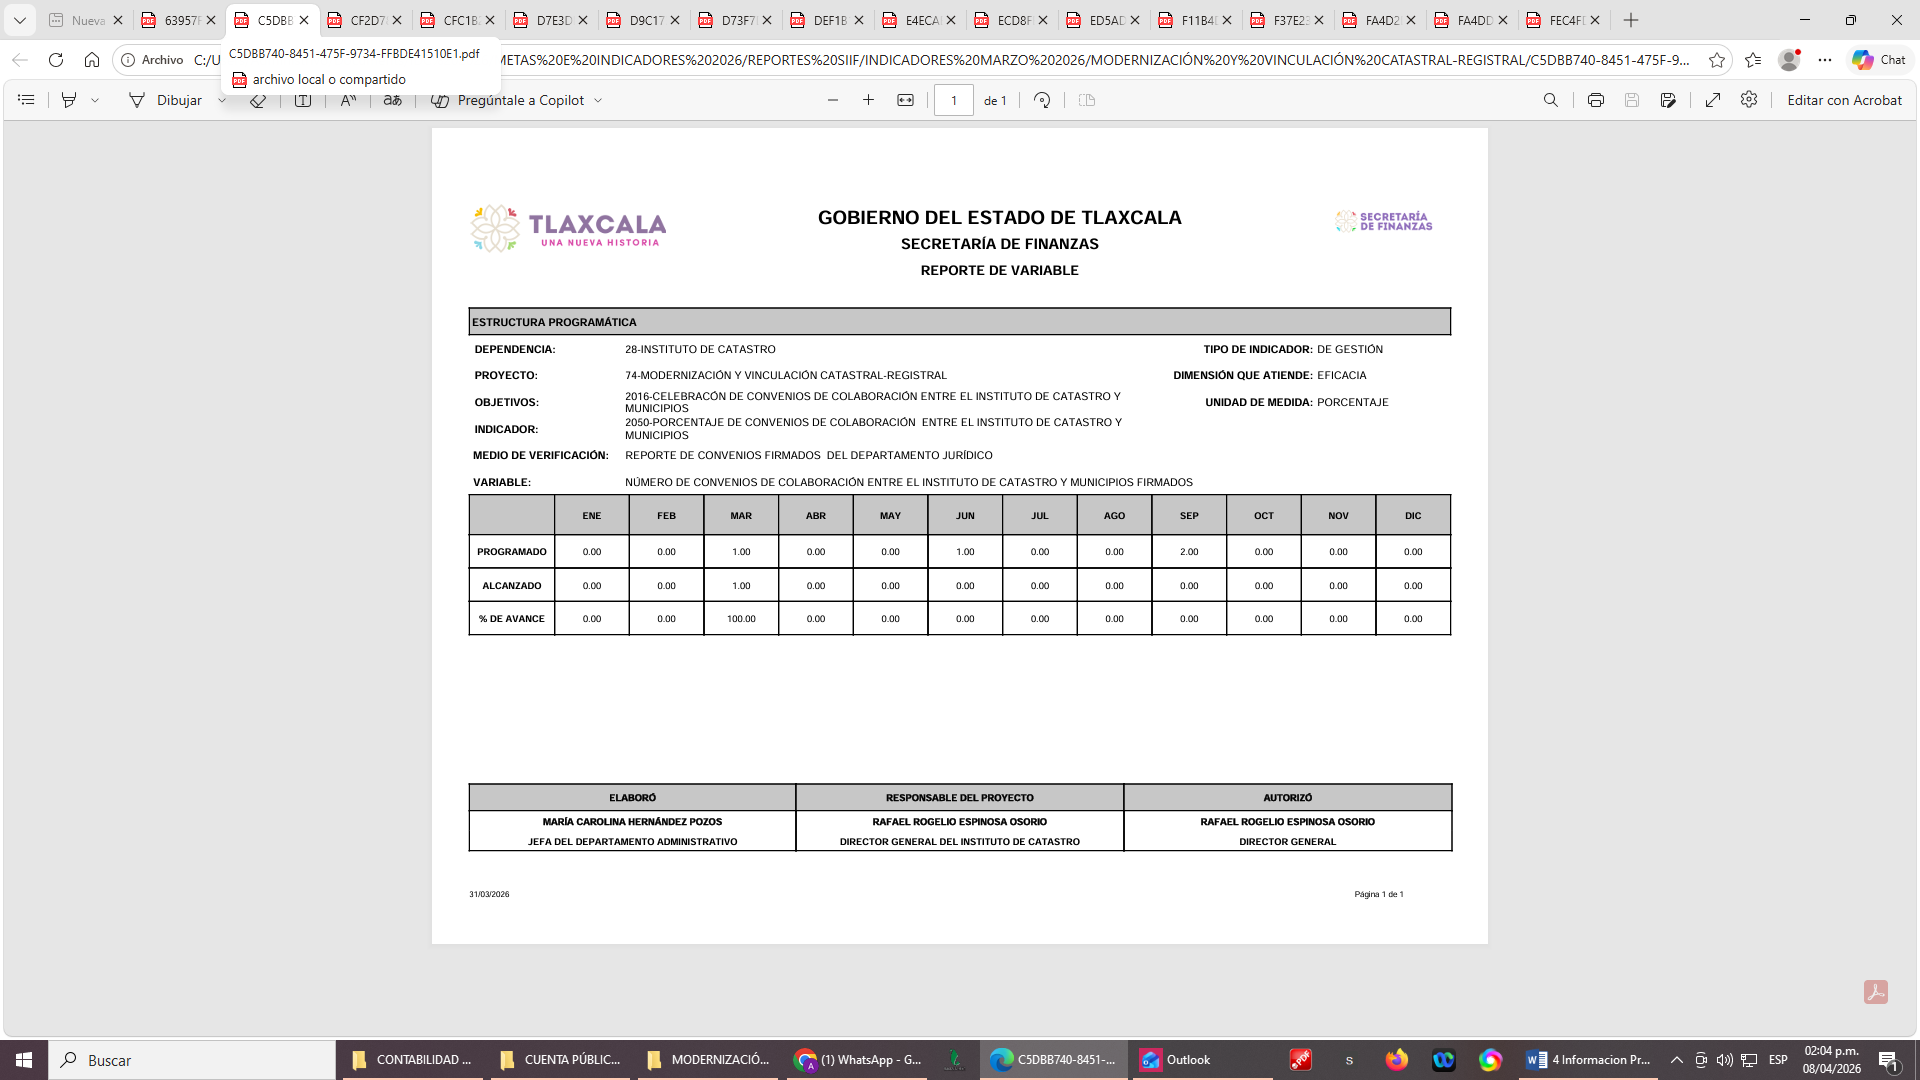 Nueva
63957F
C5DBB
CF2D7
CFC1B
D7E3D
D9C17
D73F7
DEF1B
E4ECA
ECD8F
ED5AD
F11B4
F37E23
FA4D2
FA4DD
FEC4F
Archivo
C:/U
METAS%20E%20INDICADORES%202026/REPORTES%20SIIF/INDICADORES%20MARZO%202026/MODERNIZACIÓN%20Y%20VINCULACIÓN%20CATASTRAL-REGISTRAL/C5DBB740-8451-475F-9...
Chat
C5DBB740-8451-475F-9734-FFBDE41510E1.pdf
archivo local o compartido
Dibujar
Pregúntale a Copilot
1
de 1
Editar con Acrobat
TLAXCALA
UNA NUEVA HISTORIA
GOBIERNO DEL ESTADO DE TLAXCALA
SECRETARÍA DE FINANZAS
REPORTE DE VARIABLE
SECRETARÍA
DE FINANZAS
ESTRUCTURA PROGRAMÁTICA
DEPENDENCIA: 28-INSTITUTO DE CATASTRO TIPO DE INDICADOR: DE GESTIÓN
PROYECTO: 74-MODERNIZACIÓN Y VINCULACIÓN CATASTRAL-REGISTRAL DIMENSIÓN QUE ATIENDE: EFICACIA
OBJETIVOS: 2016-CELEBRACÓN DE CONVENIOS DE COLABORACIÓN ENTRE EL INSTITUTO DE CATASTRO Y
MUNICIPIOS
UNIDAD DE MEDIDA: PORCENTAJE
INDICADOR: 2050-PORCENTAJE DE CONVENIOS DE COLABORACIÓN ENTRE EL INSTITUTO DE CATASTRO Y
MUNICIPIOS
MEDIO DE VERIFICACIÓN: REPORTE DE CONVENIOS FIRMADOS DEL DEPARTAMENTO JURÍDICO
VARIABLE: NÚMERO DE CONVENIOS DE COLABORACIÓN ENTRE EL INSTITUTO DE CATASTRO Y MUNICIPIOS FIRMADOS
ENE FEB MAR ABR MAY JUN JUL AGO SEP OCT NOV DIC
PROGRAMADO 0.00 0.00 1.00 0.00 0.00 1.00 0.00 0.00 2.00 0.00 0.00 0.00
ALCANZADO 0.00 0.00 1.00 0.00 0.00 0.00 0.00 0.00 0.00 0.00 0.00 0.00
% DE AVANCE 0.00 0.00 100.00 0.00 0.00 0.00 0.00 0.00 0.00 0.00 0.00 0.00
ELABORÓ RESPONSABLE DEL PROYECTO AUTORIZÓ
MARÍA CAROLINA HERNÁNDEZ POZOS RAFAEL ROGELIO ESPINOSA OSORIO RAFAEL ROGELIO ESPINOSA OSORIO
JEFA DEL DEPARTAMENTO ADMINISTRATIVO DIRECTOR GENERAL DEL INSTITUTO DE CATASTRO DIRECTOR GENERAL
31/03/2026 Página 1 de 1
Buscar
CONTABILIDAD ...
CUENTA PÚBLIC...
MODERNIZACIÓ...
(1) WhatsApp - G...
C5DBB740-8451-...
Outlook
4 Informacion Pr...
ESP
02:04 p.m.
08/04/2026
1